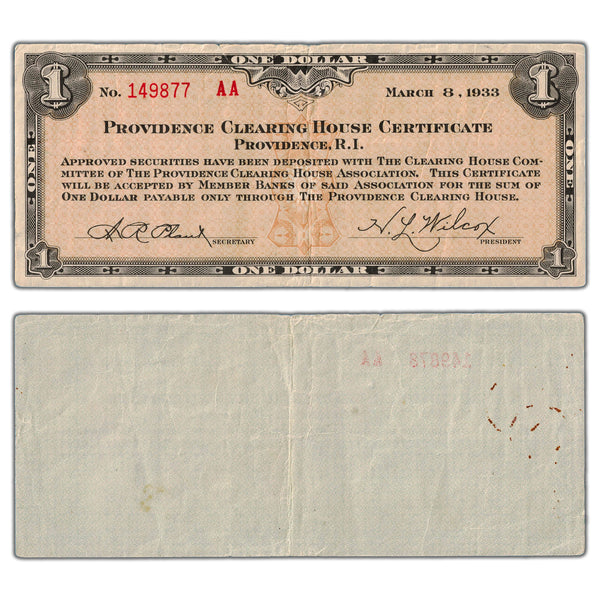 ONE DOLLAR
1 1
No. 149877 AA MARCH 8, 1933
PROVIDENCE CLEARING HOUSE CERTIFICATE
PROVIDENCE, R.I.
APPROVED SECURITIES HAVE BEEN DEPOSITED WITH THE CLEARING HOUSE COM-
MITTEE OF THE PROVIDENCE CLEARING HOUSE ASSOCIATION. THIS CERTIFICATE
WILL BE ACCEPTED BY MEMBER BANKS OF SAID ASSOCIATION FOR THE SUM OF
ONE DOLLAR PAYABLE ONLY THROUGH THE PROVIDENCE CLEARING HOUSE.
ONE ONE
H. L. Wilcox
SECRETARY PRESIDENT
1 1
ONE DOLLAR
149878 AA